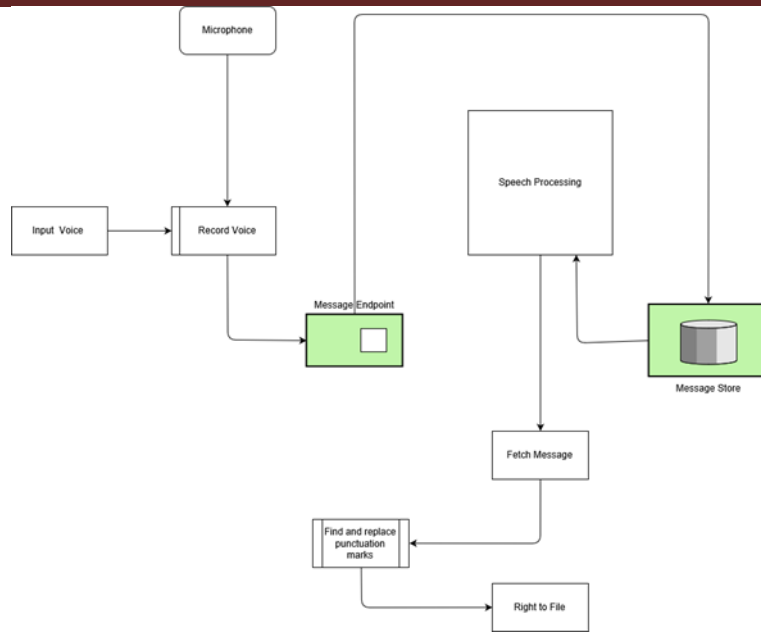 Microphone
Speech Processing
Input Voice
Record Voice
Message Endpoint
Message Store
Fetch Message
Find and replace
punctuation
marks
Right to File